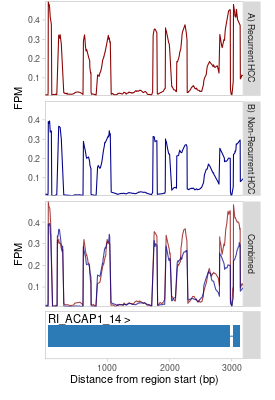 0.4
0.3
0.2
0.1
A) Recurrent HCC
FPM
0.4
0.3
0.2
0.1
B) Non-Recurrent HCC
0.4
0.3
0.2
0.1
Combined
FPM
RI_ACAP1_14 >
1000 2000 3000
Distance from region start (bp)